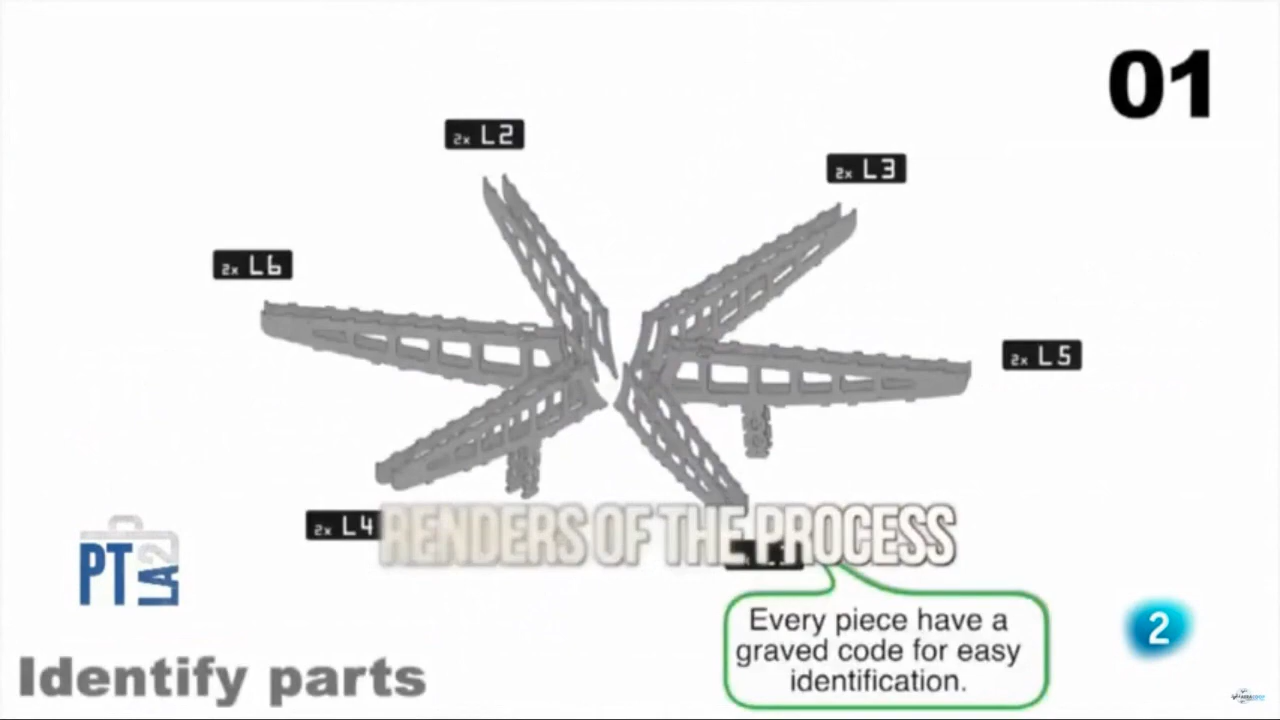 01
2x L2
2x L3
2x L6
2x L5
2x L4
RENDERS OF THE PROCESS
PT
LA2
Every piece have a
graved code for easy
identification.
2
Identify parts